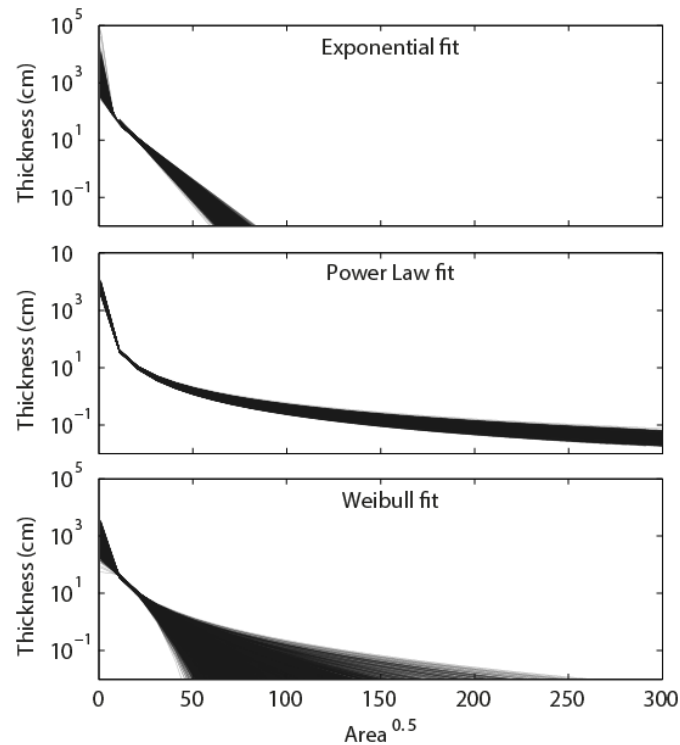 Exponential fit
Thickness (cm)
10^5
10^3
10^1
10^−1
Power Law fit
Thickness (cm)
10
10^3
10^1
10^−1
Weibull fit
Thickness (cm)
10^5
10^3
10^1
10^−1
0 50 100 150 200 250 300
Area^0.5